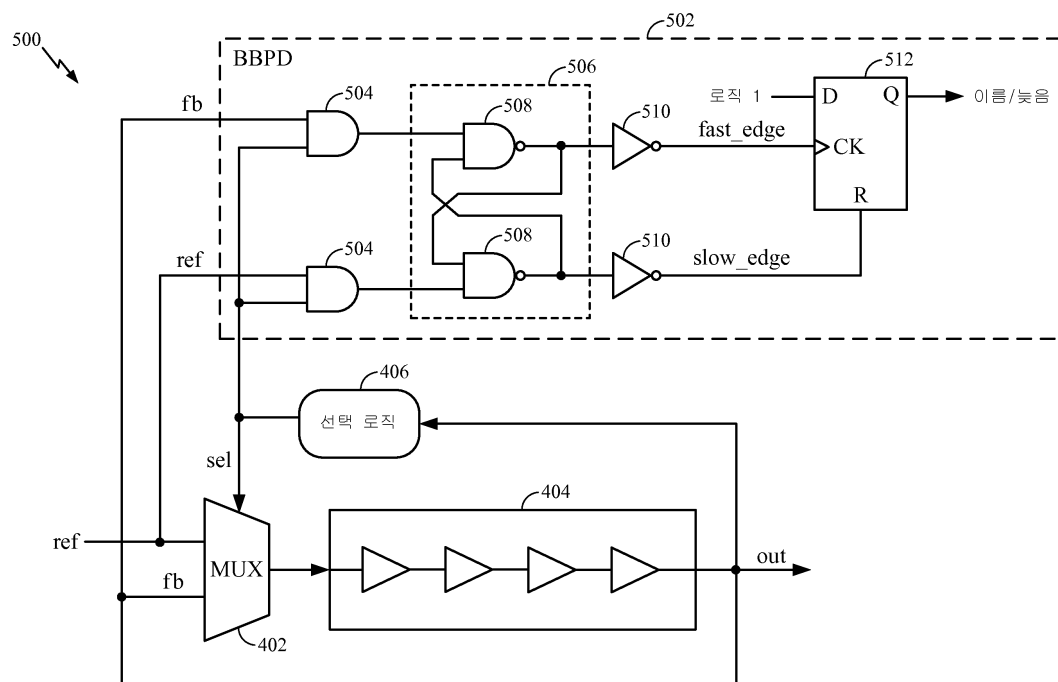 500
502
BBPD
fb
504
506
508
510
fast_edge
로직 1
512
D
Q
이름/늦음
CK
R
ref
504
508
510
slow_edge
406
선택 로직
sel
404
ref
fb
MUX
402
out